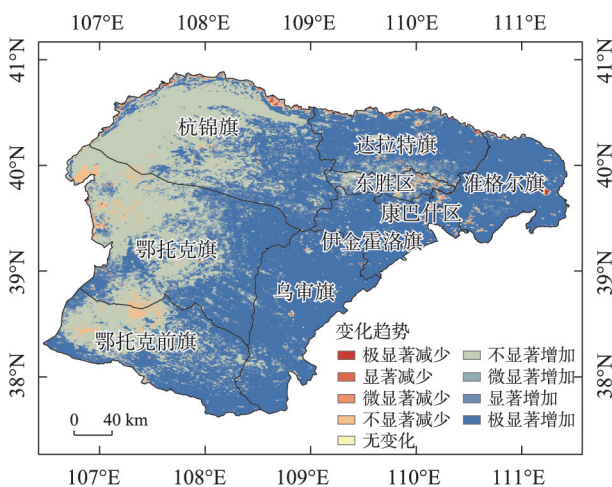 107°E 108°E 109°E 110°E 111°E
41°N 41°N
杭锦旗
达拉特旗
40°N 40°N
东胜区 准格尔旗
康巴什区
伊金霍洛旗
鄂托克旗
39°N 39°N
乌审旗
鄂托克前旗
变化趋势
极显著减少 不显著增加
显著减少 微显著增加
微显著减少 显著增加
不显著减少 极显著增加
无变化
38°N 38°N
0 40 km
107°E 108°E 109°E 110°E 111°E